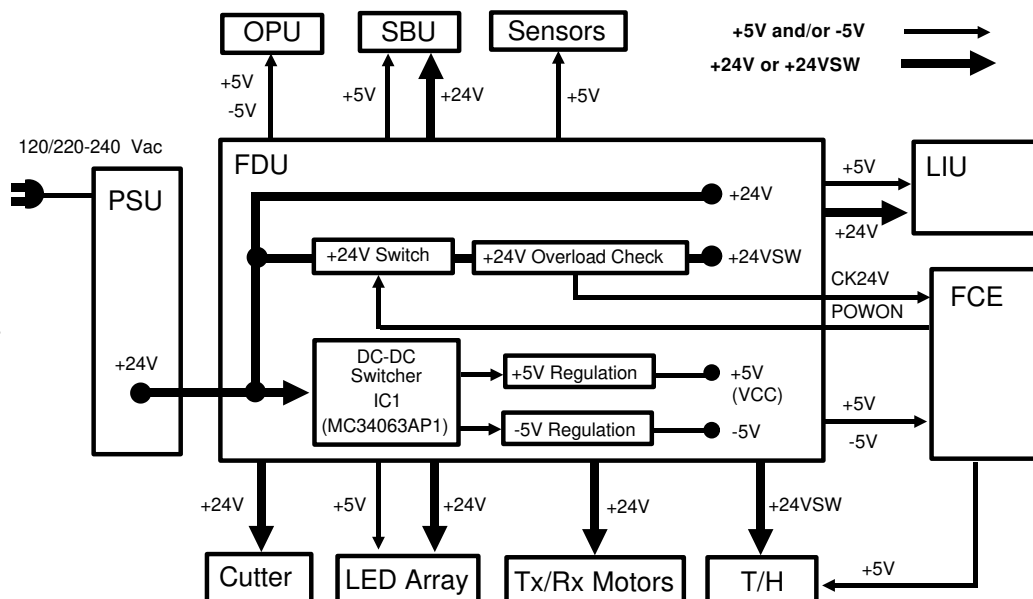 OPU
SBU
Sensors
+5V and/or -5V
+24V or +24VSW
+5V
-5V
+5V
+24V
+5V
120/220-240 Vac
PSU
+24V
FDU
+24V
+24V Switch
+24V Overload Check
+24VSW
DC-DC
Switcher
IC1
(MC34063AP1)
+5V Regulation
+5V
(VCC)
-5V Regulation
-5V
+5V
+24V
LIU
CK24V
POWON
FCE
+5V
-5V
+24V
+5V
+24V
+24V
+24VSW
+5V
Cutter
LED Array
Tx/Rx Motors
T/H